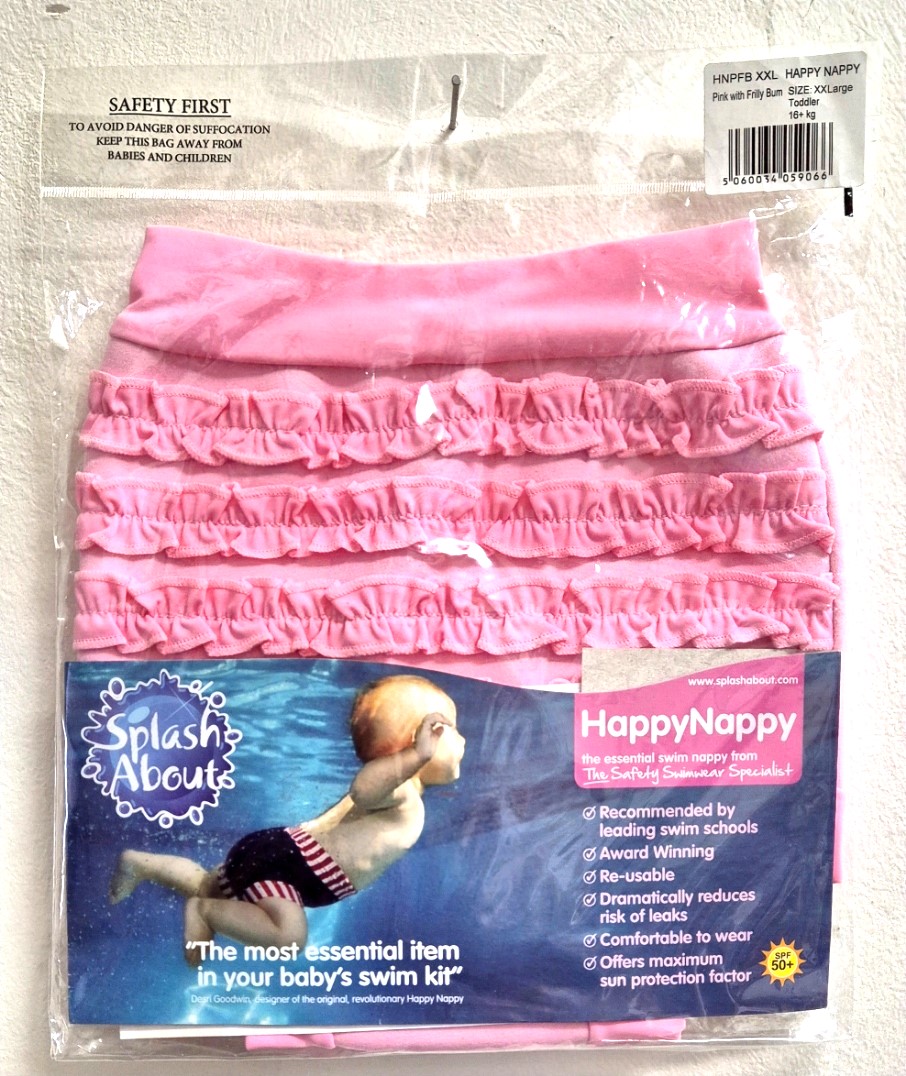 SAFETY FIRST
TO AVOID DANGER OF SUFFOCATION
KEEP THIS BAG AWAY FROM
BABIES AND CHILDREN
HNPFB XXL HAPPY NAPPY
Pink with Frilly Bum SIZE: XXLarge
Toddler
16+ kg
5 060034 059066
Splash
About
www.splashabout.com
HappyNappy
the essential swim nappy from
The Safety Swimwear Specialist
Recommended by
leading swim schools
Award Winning
Re-usable
Dramatically reduces
risk of leaks
Comfortable to wear
Offers maximum
sun protection factor
SPF
50+
"The most essential item
in your baby's swim kit"
Dean Goodwin, designer of the original, revolutionary Happy Nappy